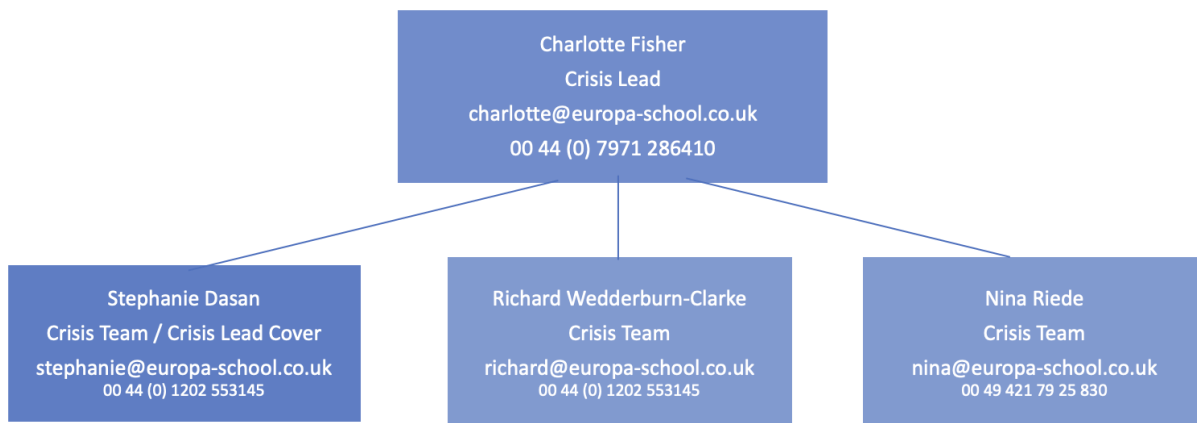 Charlotte Fisher
Crisis Lead
charlotte@europa-school.co.uk
00 44 (0) 7971 286410
Stephanie Dasan
Crisis Team / Crisis Lead Cover
stephanie@europa-school.co.uk
00 44 (0) 1202 553145
Richard Wedderburn-Clarke
Crisis Team
richard@europa-school.co.uk
00 44 (0) 1202 553145
Nina Riede
Crisis Team
nina@europa-school.co.uk
00 49 421 79 25 830